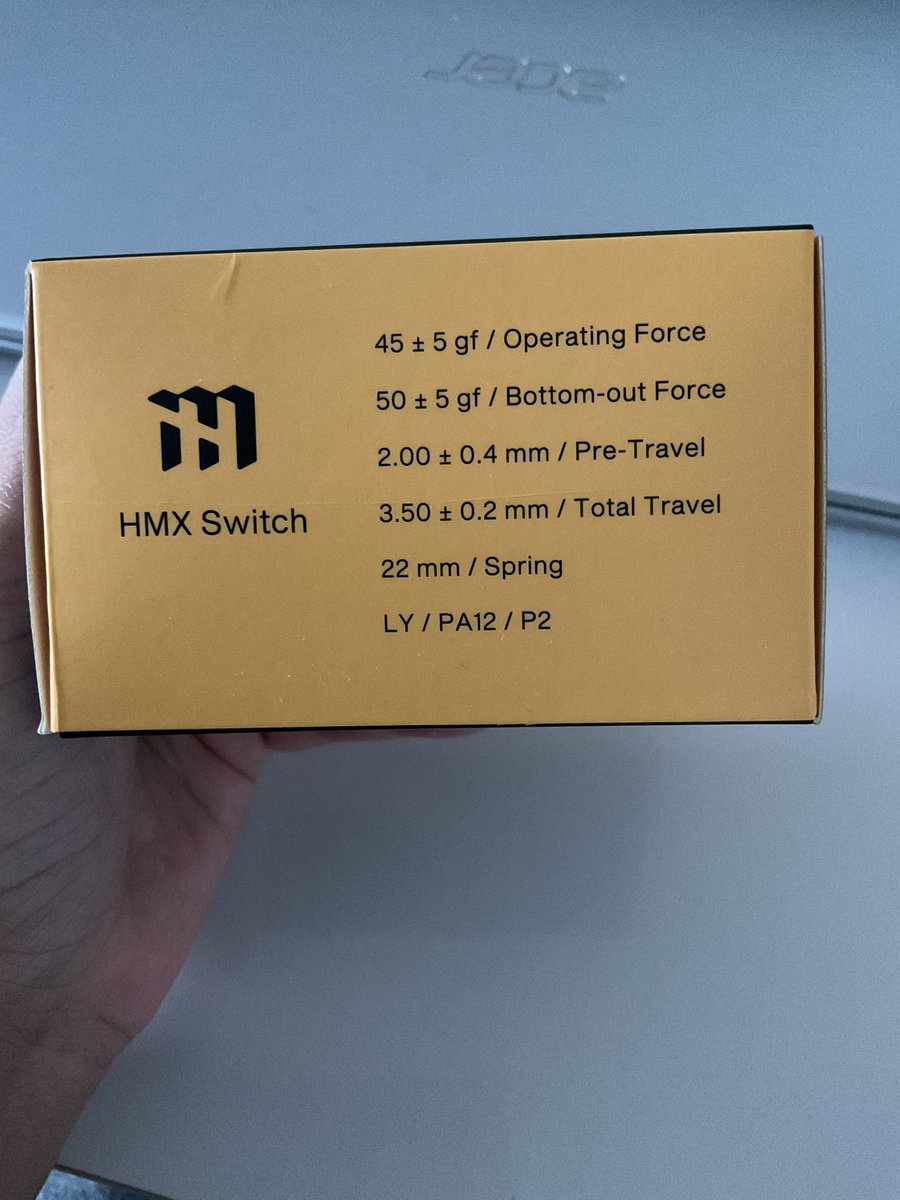 acer
45 ± 5 gf / Operating Force
50 ± 5 gf / Bottom-out Force
2.00 ± 0.4 mm / Pre-Travel
HMX Switch
3.50 ± 0.2 mm / Total Travel
22 mm / Spring
LY / PA12 / P2